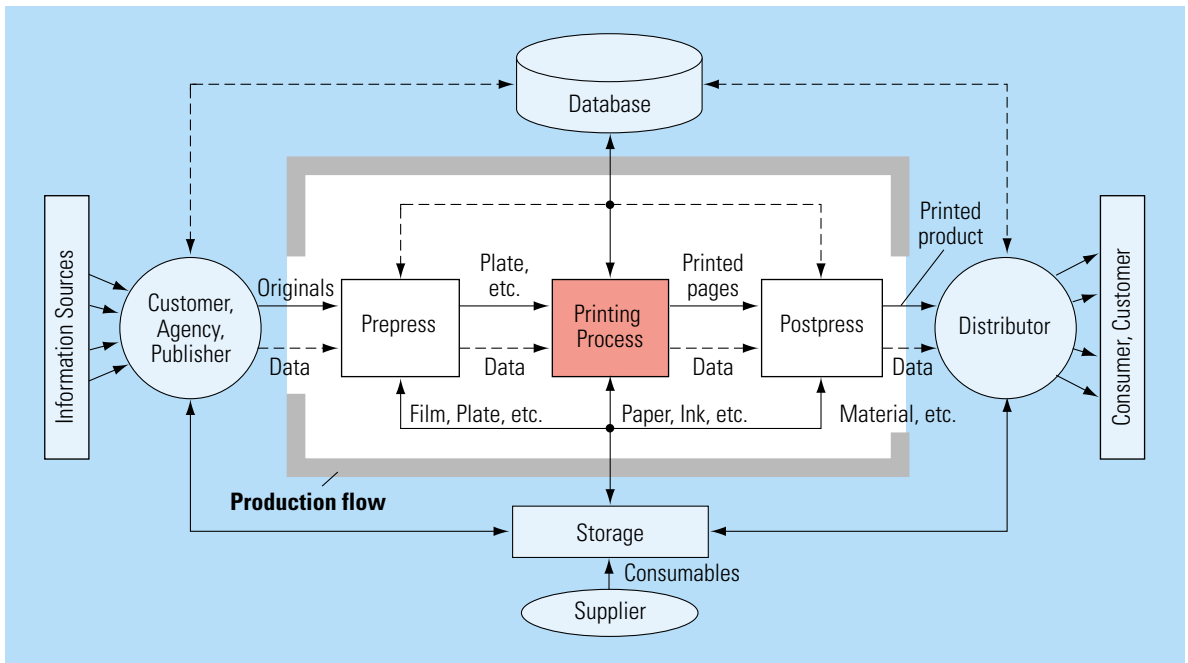 Database
Printed
product
Information Sources
Customer,
Agency,
Publisher
Originals
Data
Prepress
Plate,
etc.
Data
Printing
Process
Printed
pages
Data
Postpress
Data
Distributor
Consumer, Customer
Film, Plate, etc.
Paper, Ink, etc.
Material, etc.
Production flow
Storage
Consumables
Supplier